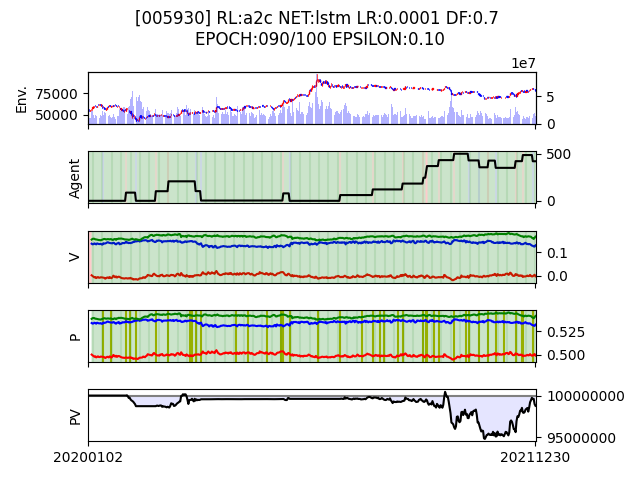 [005930] RL:a2c NET:lstm LR:0.0001 DF:0.7
EPOCH:090/100 EPSILON:0.10
1e7
Env.
75000
50000
5
0
Agent
500
0
V
0.1
0.0
P
0.525
0.500
PV
100000000
95000000
20200102
20211230